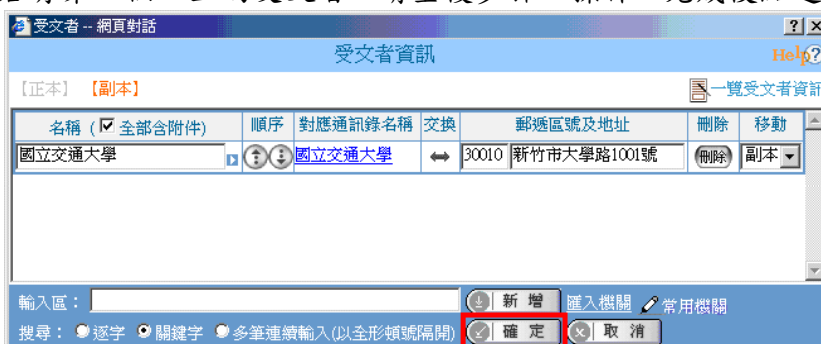 受文者 -- 網頁對話
受文者資訊 Help?
【正本】 【副本】 一覽受文者資訊
名稱 (全部含附件) 順序 對應通訊錄名稱 交換 郵遞區號及地址 刪除 移動
國立交通大學 國立交通大學 30010 新竹市大學路1001號 刪除 副本
輸入區： 新增 匯入機關 常用機關
搜尋： 逐字 關鍵字 多筆連續輸入(以全形頓號隔開) 確定 取消